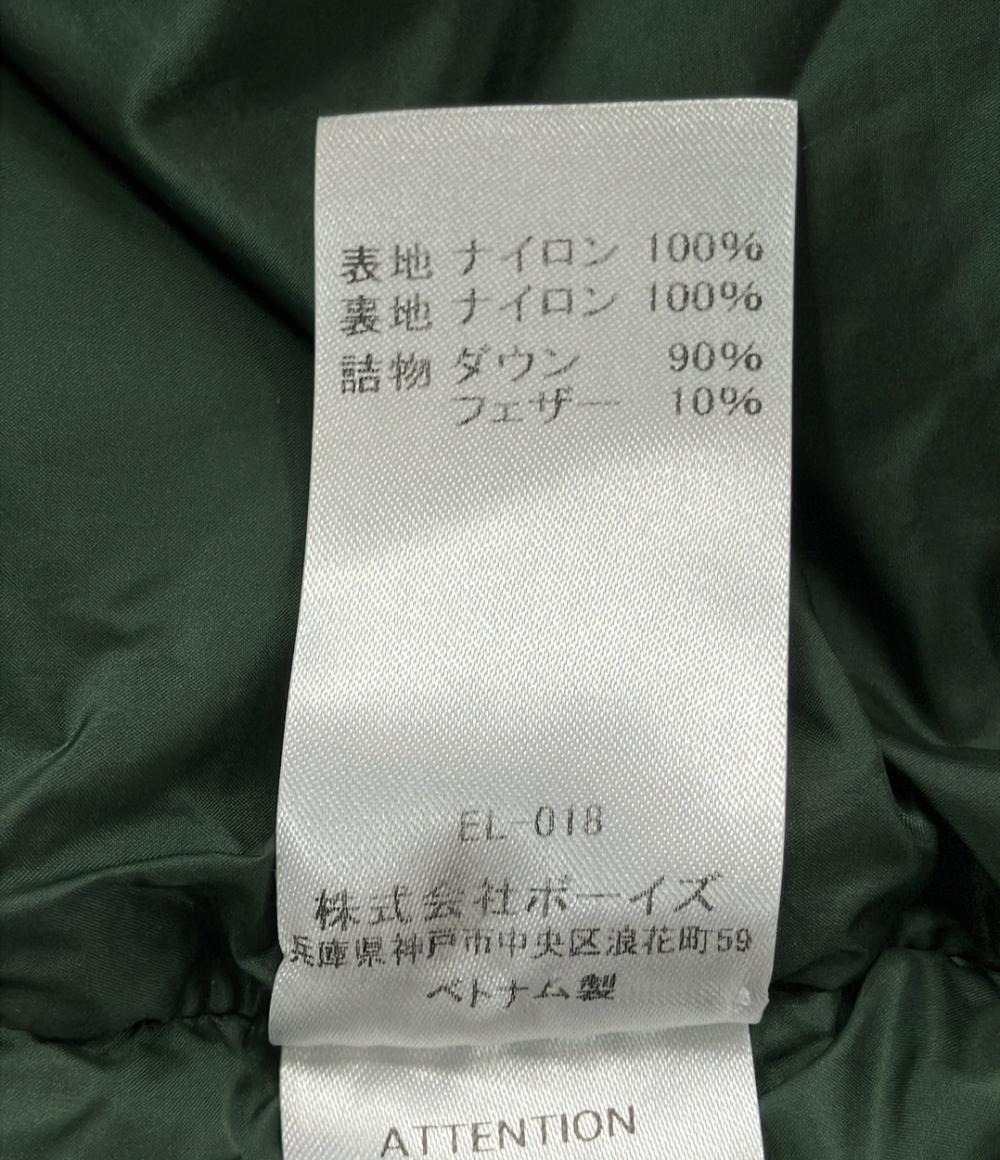 表地 ナイロン 100%
裏地 ナイロン 100%
詰物 ダウン 90%
フェザー 10%
EL-018
株式会社ボーイズ
兵庫県神戸市中央区浪花町59
ベトナム製
ATTENTION